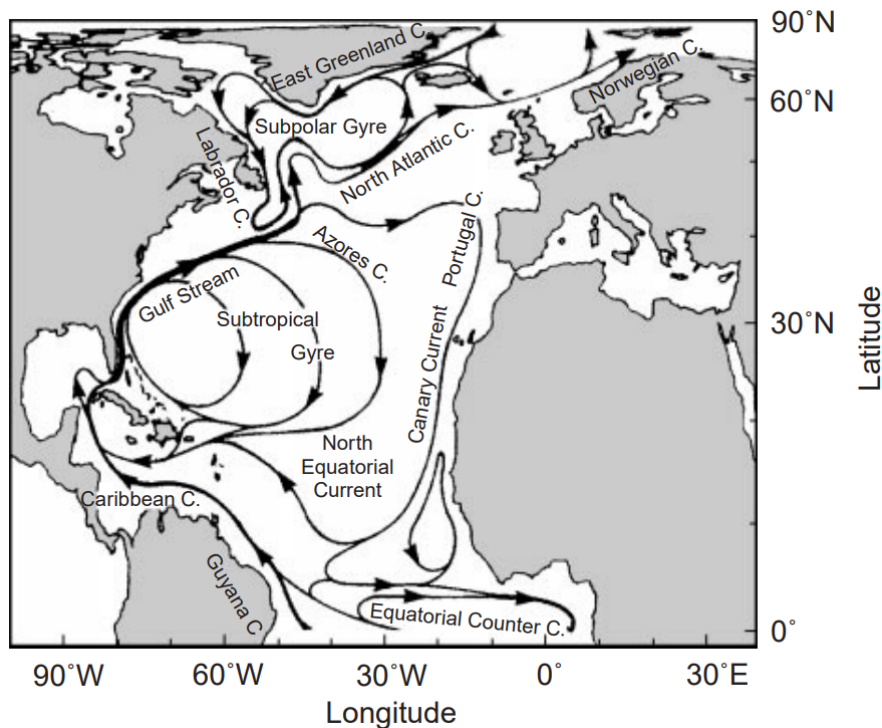 90˚N
East Greenland C.
Norwegian C.
60˚N
Subpolar Gyre
Labrador C.
North Atlantic C.
Portugal C.
Azores C.
Gulf Stream
Subtropical
Gyre
30˚N
Latitude
Canary Current
North
Equatorial
Current
Caribbean C.
Guyana C
Equatorial Counter C.
0˚
90˚W
60˚W
30˚W
0˚
30˚E
Longitude